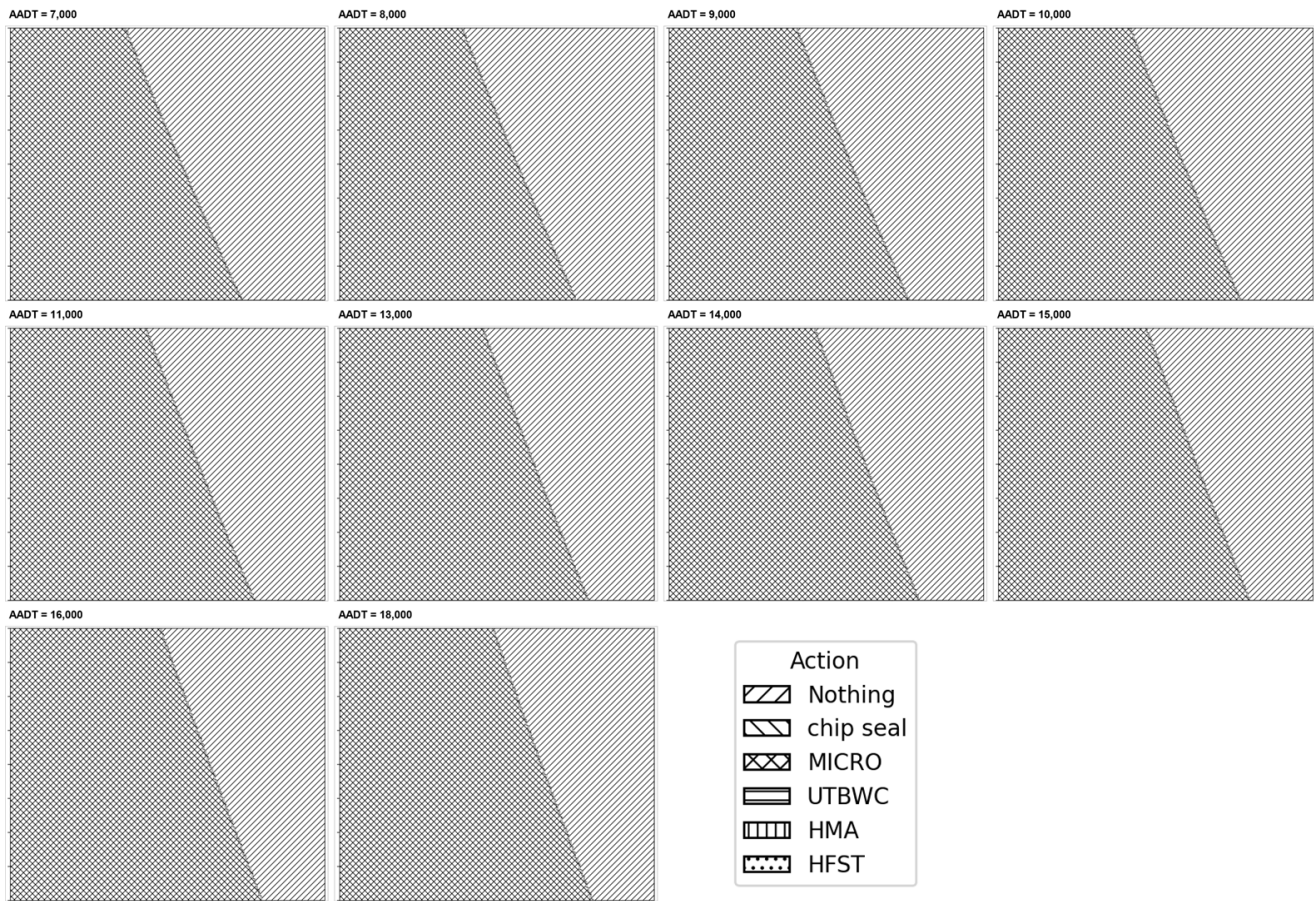 AADT = 7,000
AADT = 8,000
AADT = 9,000
AADT = 10,000
AADT = 11,000
AADT = 13,000
AADT = 14,000
AADT = 15,000
AADT = 16,000
AADT = 18,000
Action
Nothing
chip seal
MICRO
UTBWC
HMA
HFST